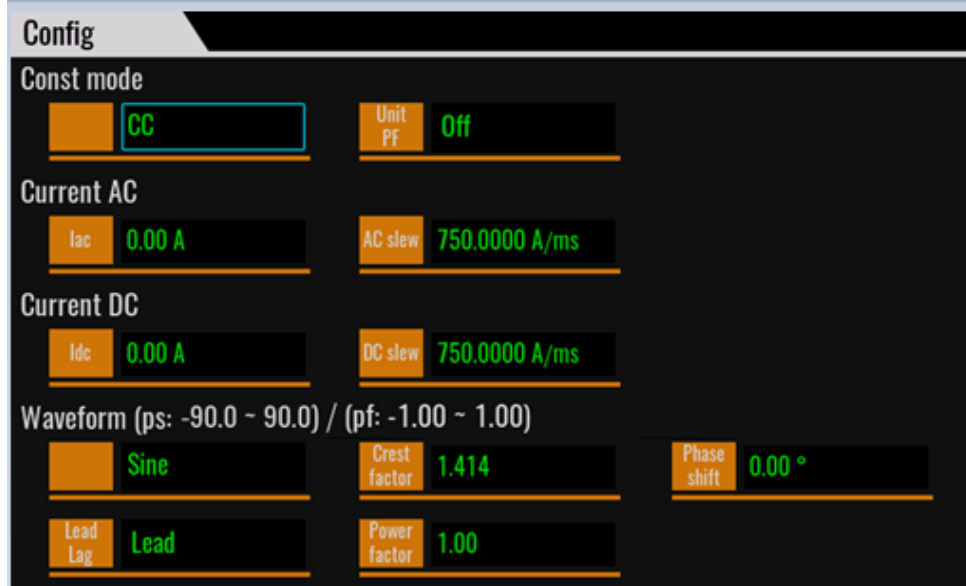 Config
Const mode
CC
Unit PF
Off
Current AC
Iac
0.00 A
AC slew
750.0000 A/ms
Current DC
Idc
0.00 A
DC slew
750.0000 A/ms
Waveform (ps: -90.0 ~ 90.0) / (pf: -1.00 ~ 1.00)
Sine
Crest
factor
1.414
Phase
shift
0.00 °
Lead
Lag
Lead
Power
factor
1.00